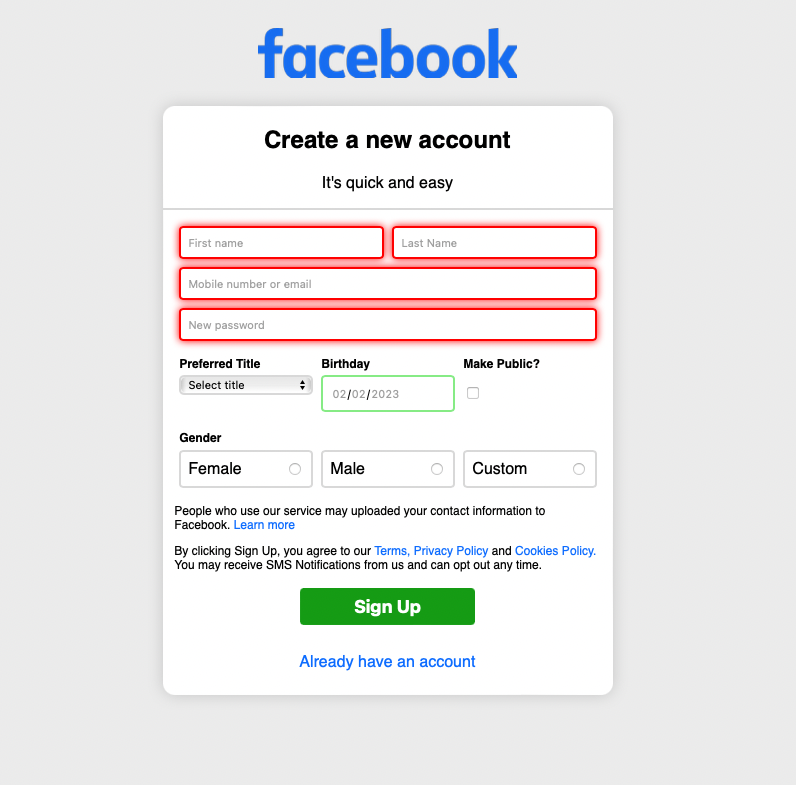 facebook
Create a new account
It's quick and easy
First name Last Name
Mobile number or email
New password
Preferred Title Birthday Make Public?
Select title 02/02/2023
Gender
Female Male Custom
People who use our service may uploaded your contact information to
Facebook. Learn more
By clicking Sign Up, you agree to our Terms, Privacy Policy and Cookies Policy.
You may receive SMS Notifications from us and can opt out any time.
Sign Up
Already have an account